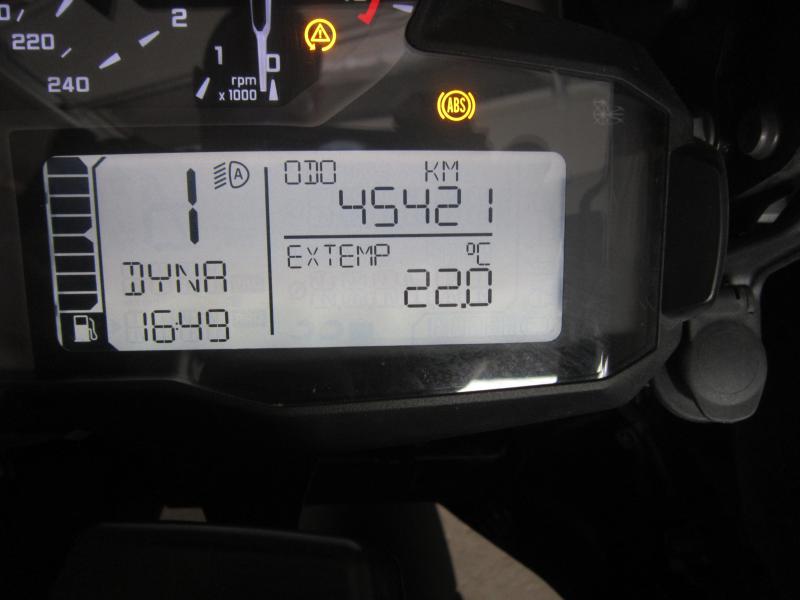 220
240
2
1
0
rpm
x 1000
ABS
1
A
ODO KM
45421
DYNA
EXTEMP °C
22.0
16:49